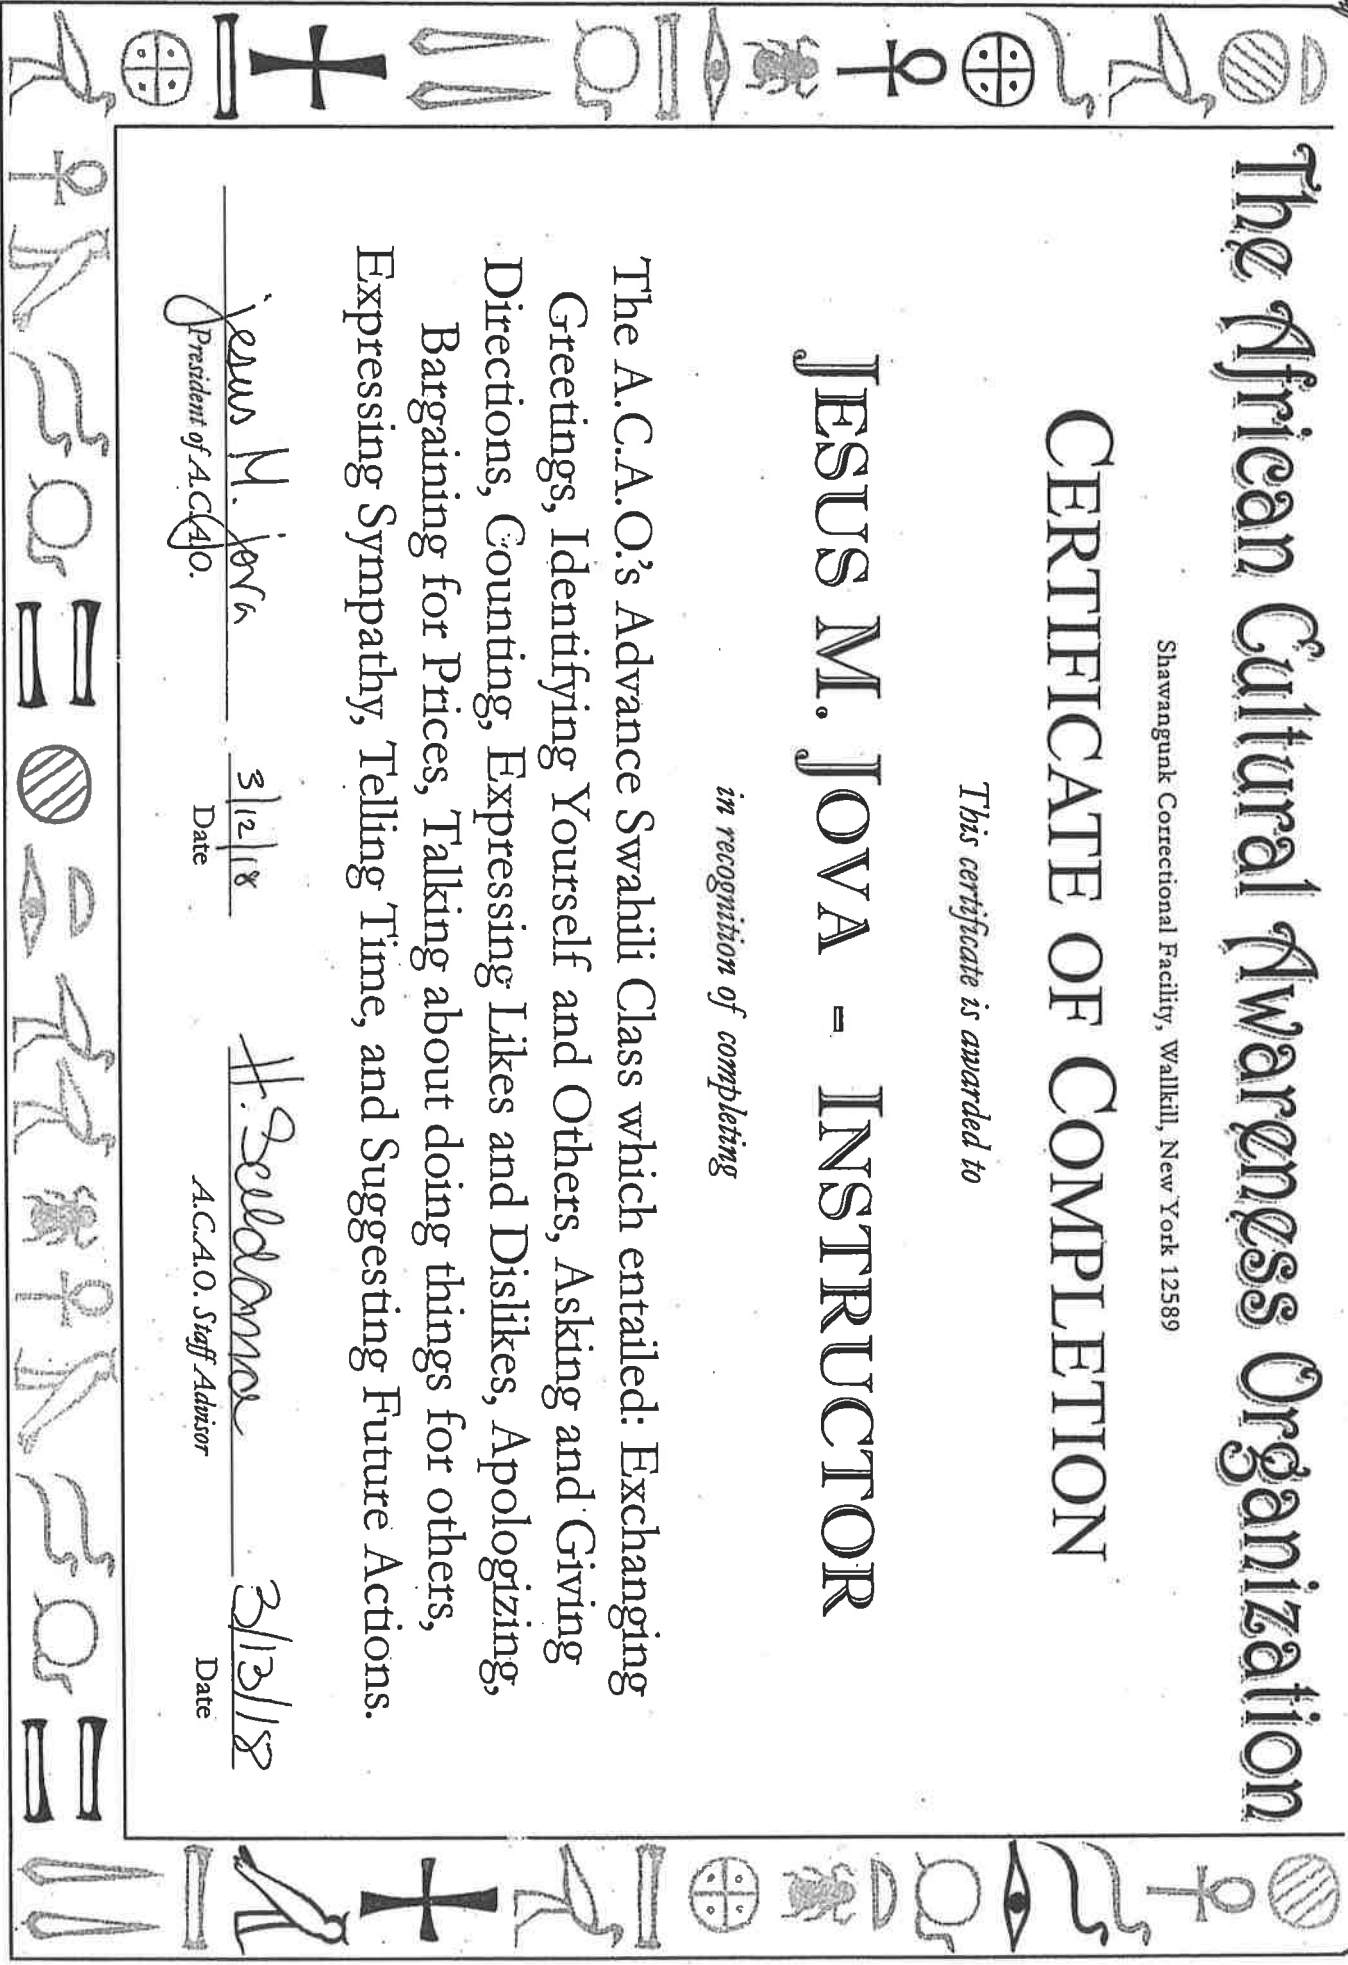 The African Cultural Awareness Organization
Shawangunk Correctional Facility, Wallkill, New York 12589
CERTIFICATE OF COMPLETION
This certificate is awarded to
JESUS M. JOVA - INSTRUCTOR
in recognition of completing
The A.C.A.O.'s Advance Swahili Class which entailed: Exchanging
Greetings, Identifying Yourself and Others, Asking and Giving
Directions, Counting, Expressing Likes and Dislikes, Apologizing,
Bargaining for Prices, Talking about doing things for others,
Expressing Sympathy, Telling Time, and Suggesting Future Actions.
Jesus M. Jova 3/12/18 H. 3/13/18
President of A.C.A.O. Date A.C.A.O. Staff Advisor Date